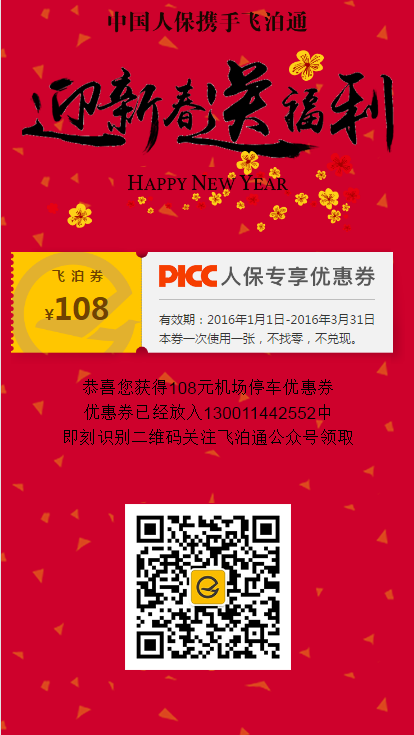 中国人保携手飞泊通
迎新春送福利
HAPPY NEW YEAR
飞泊券
¥108
PICC人保专享优惠券
有效期：2016年1月1日-2016年3月31日
本券一次使用一张，不找零，不兑现。
恭喜您获得108元机场停车优惠券
优惠券已经放入130011442552中
即刻识别二维码关注飞泊通公众号领取